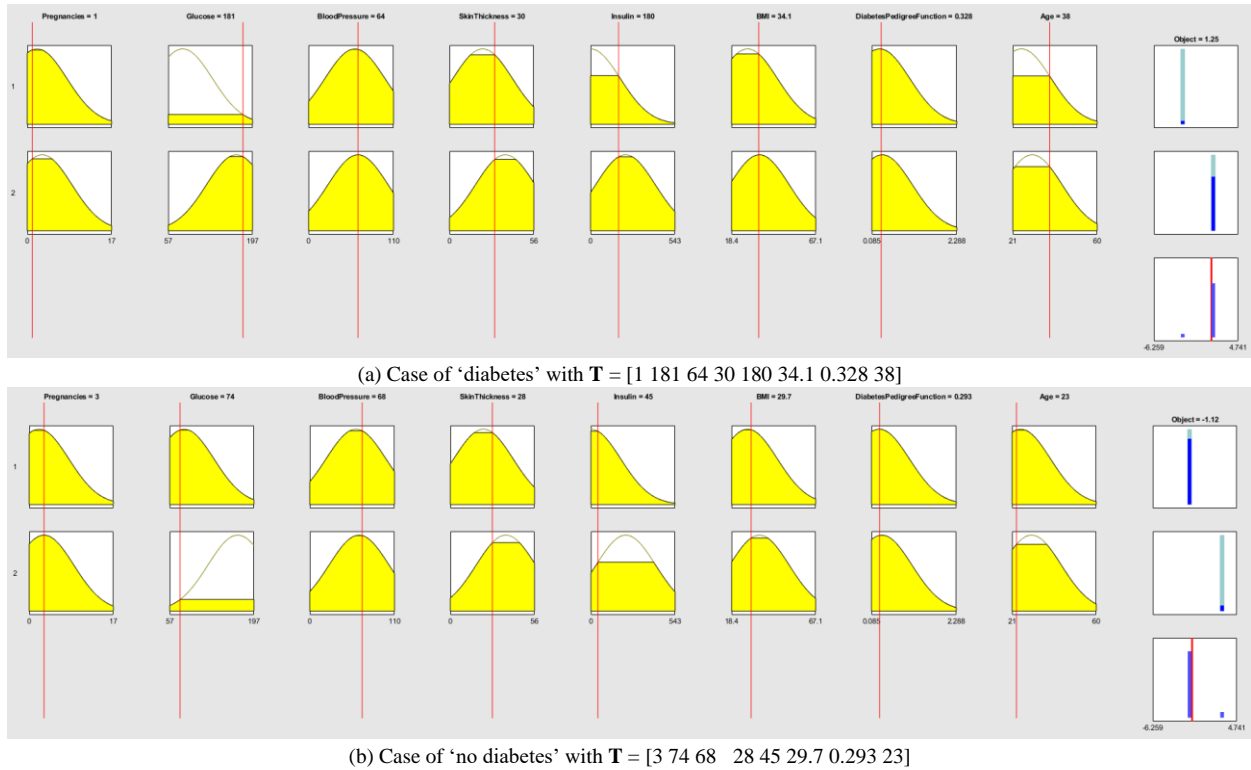 Pregnancies = 1 Glucose = 181 BloodPressure = 64 SkinThickness = 30 Insulin = 180 BMI = 34.1 DiabetesPedigreeFunction = 0.328 Age = 38
Object = 1.25
1
2
0 17 57 197 0 110 0 56 0 543 18.4 67.1 0.085 2.288 21 60
-6.259 4.741
(a) Case of ‘diabetes’ with T = [1 181 64 30 180 34.1 0.328 38]
Pregnancies = 3 Glucose = 74 BloodPressure = 68 SkinThickness = 28 Insulin = 45 BMI = 29.7 DiabetesPedigreeFunction = 0.293 Age = 23
Object = -1.12
1
2
0 17 57 197 0 110 0 56 0 543 18.4 67.1 0.085 2.288 21 60
-6.259 4.741
(b) Case of ‘no diabetes’ with T = [3 74 68 28 45 29.7 0.293 23]